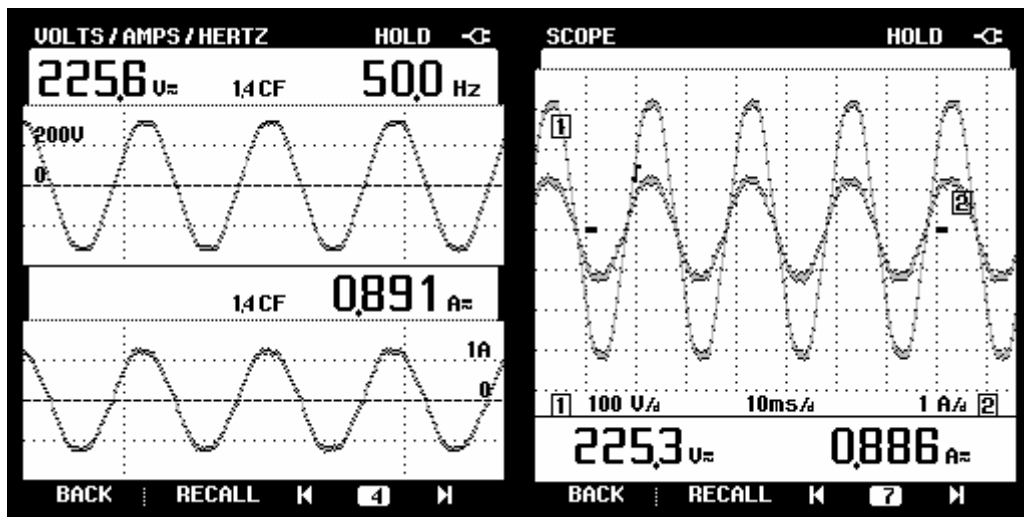 VOLTS/AMPS/HERTZ HOLD
225,6 V≂ 1,4 CF 50,0 Hz
200V
0
1,4 CF 0,891 A≂
1A
0
BACK RECALL 4
SCOPE HOLD
1
2
1 100 V/d 10ms/d 1 A/d 2
225,3 V≂ 0,886 A≂
BACK RECALL 7